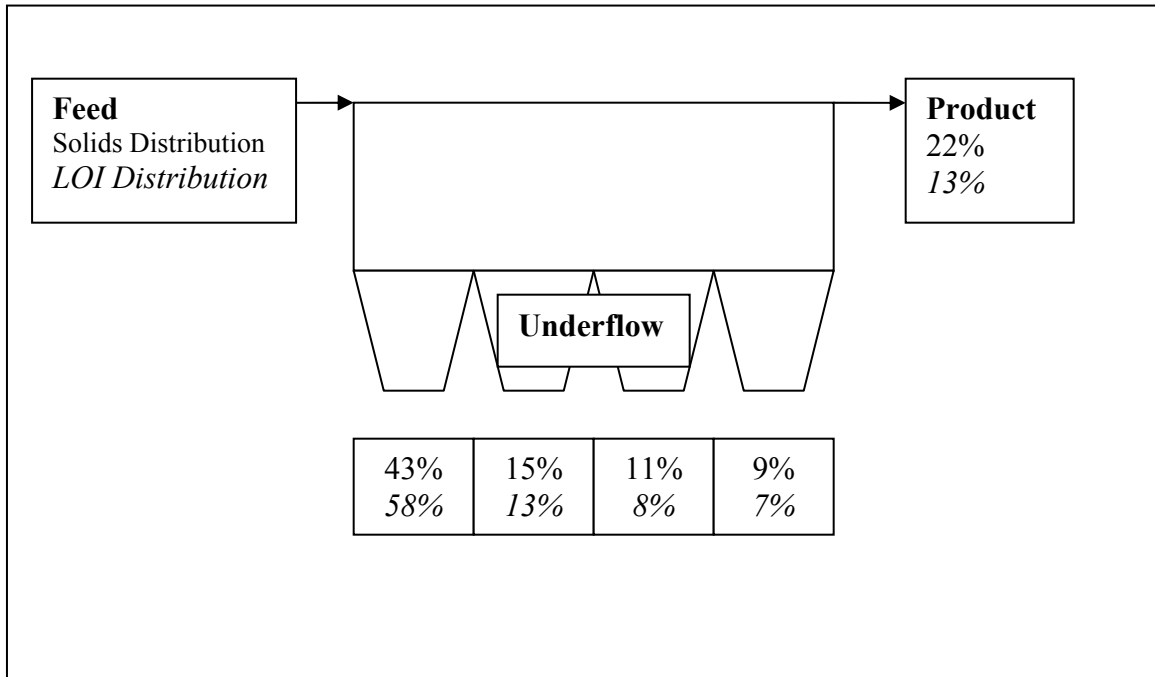 Feed
Solids Distribution
LOI Distribution
Product
22%
13%
Underflow
43% 15% 11% 9%
58% 13% 8% 7%